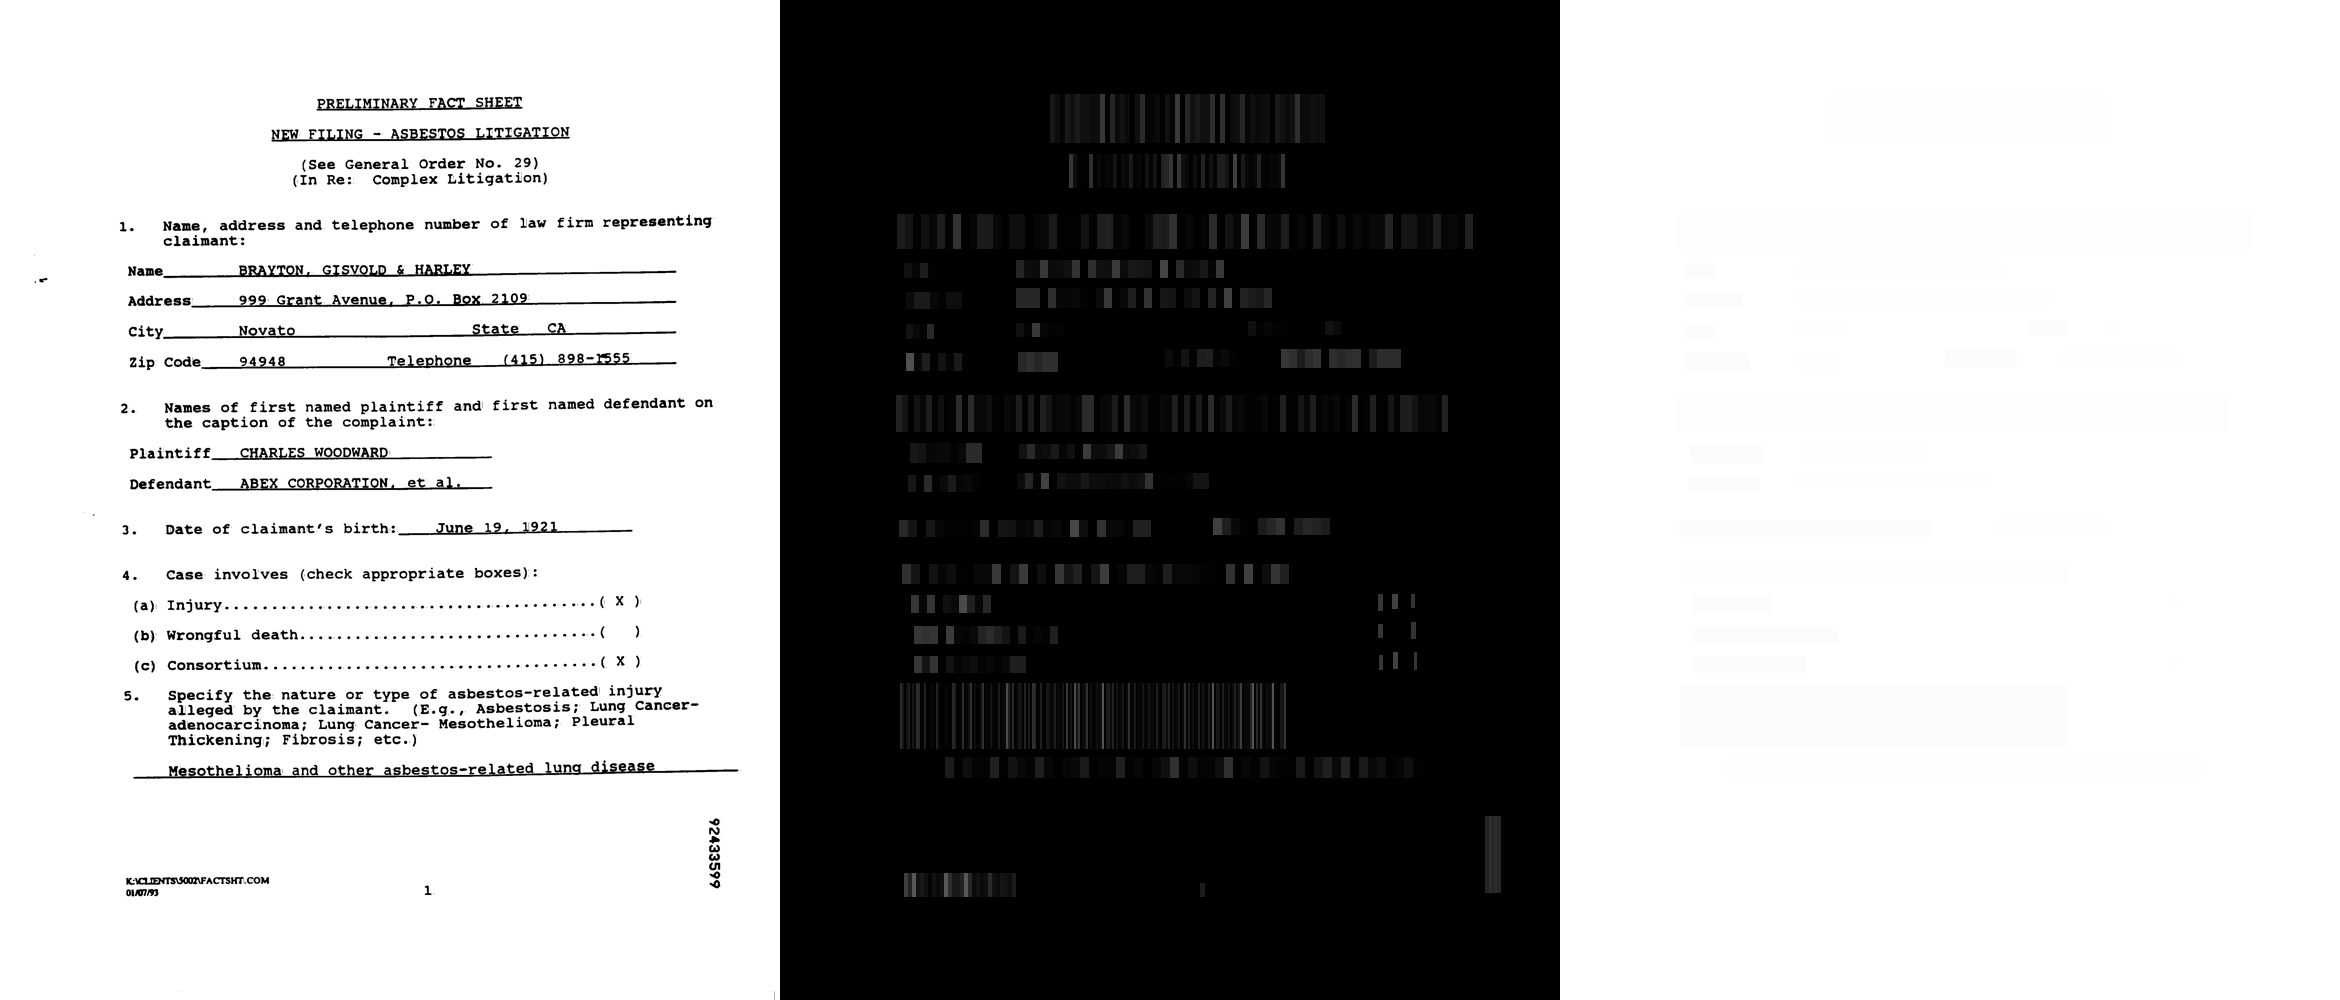 PRELIMINARY FACT SHEET
NEW FILING - ASBESTOS LITIGATION
(See General Order No. 29)
(In Re: Complex Litigation)
1. Name, address and telephone number of law firm representing
claimant:
Name BRAYTON, GISVOLD & HARLEY
Address 999 Grant Avenue, P.O. Box 2109
City Novato State CA
Zip Code 94948 Telephone (415) 898-1555
2. Names of first named plaintiff and first named defendant on
the caption of the complaint:
Plaintiff CHARLES WOODWARD
Defendant ABEX CORPORATION, et al.
3. Date of claimant's birth: June 19, 1921
4. Case involves (check appropriate boxes):
(a) Injury........................................( X )
(b) Wrongful death................................( )
(c) Consortium....................................( X )
5. Specify the nature or type of asbestos-related injury
alleged by the claimant. (E.g., Asbestosis; Lung Cancer-
adenocarcinoma; Lung Cancer- Mesothelioma; Pleural
Thickening; Fibrosis; etc.)
Mesothelioma and other asbestos-related lung disease
92433599
K:\CLIENTS\5002\FACTSHT.COM
01/07/93
1